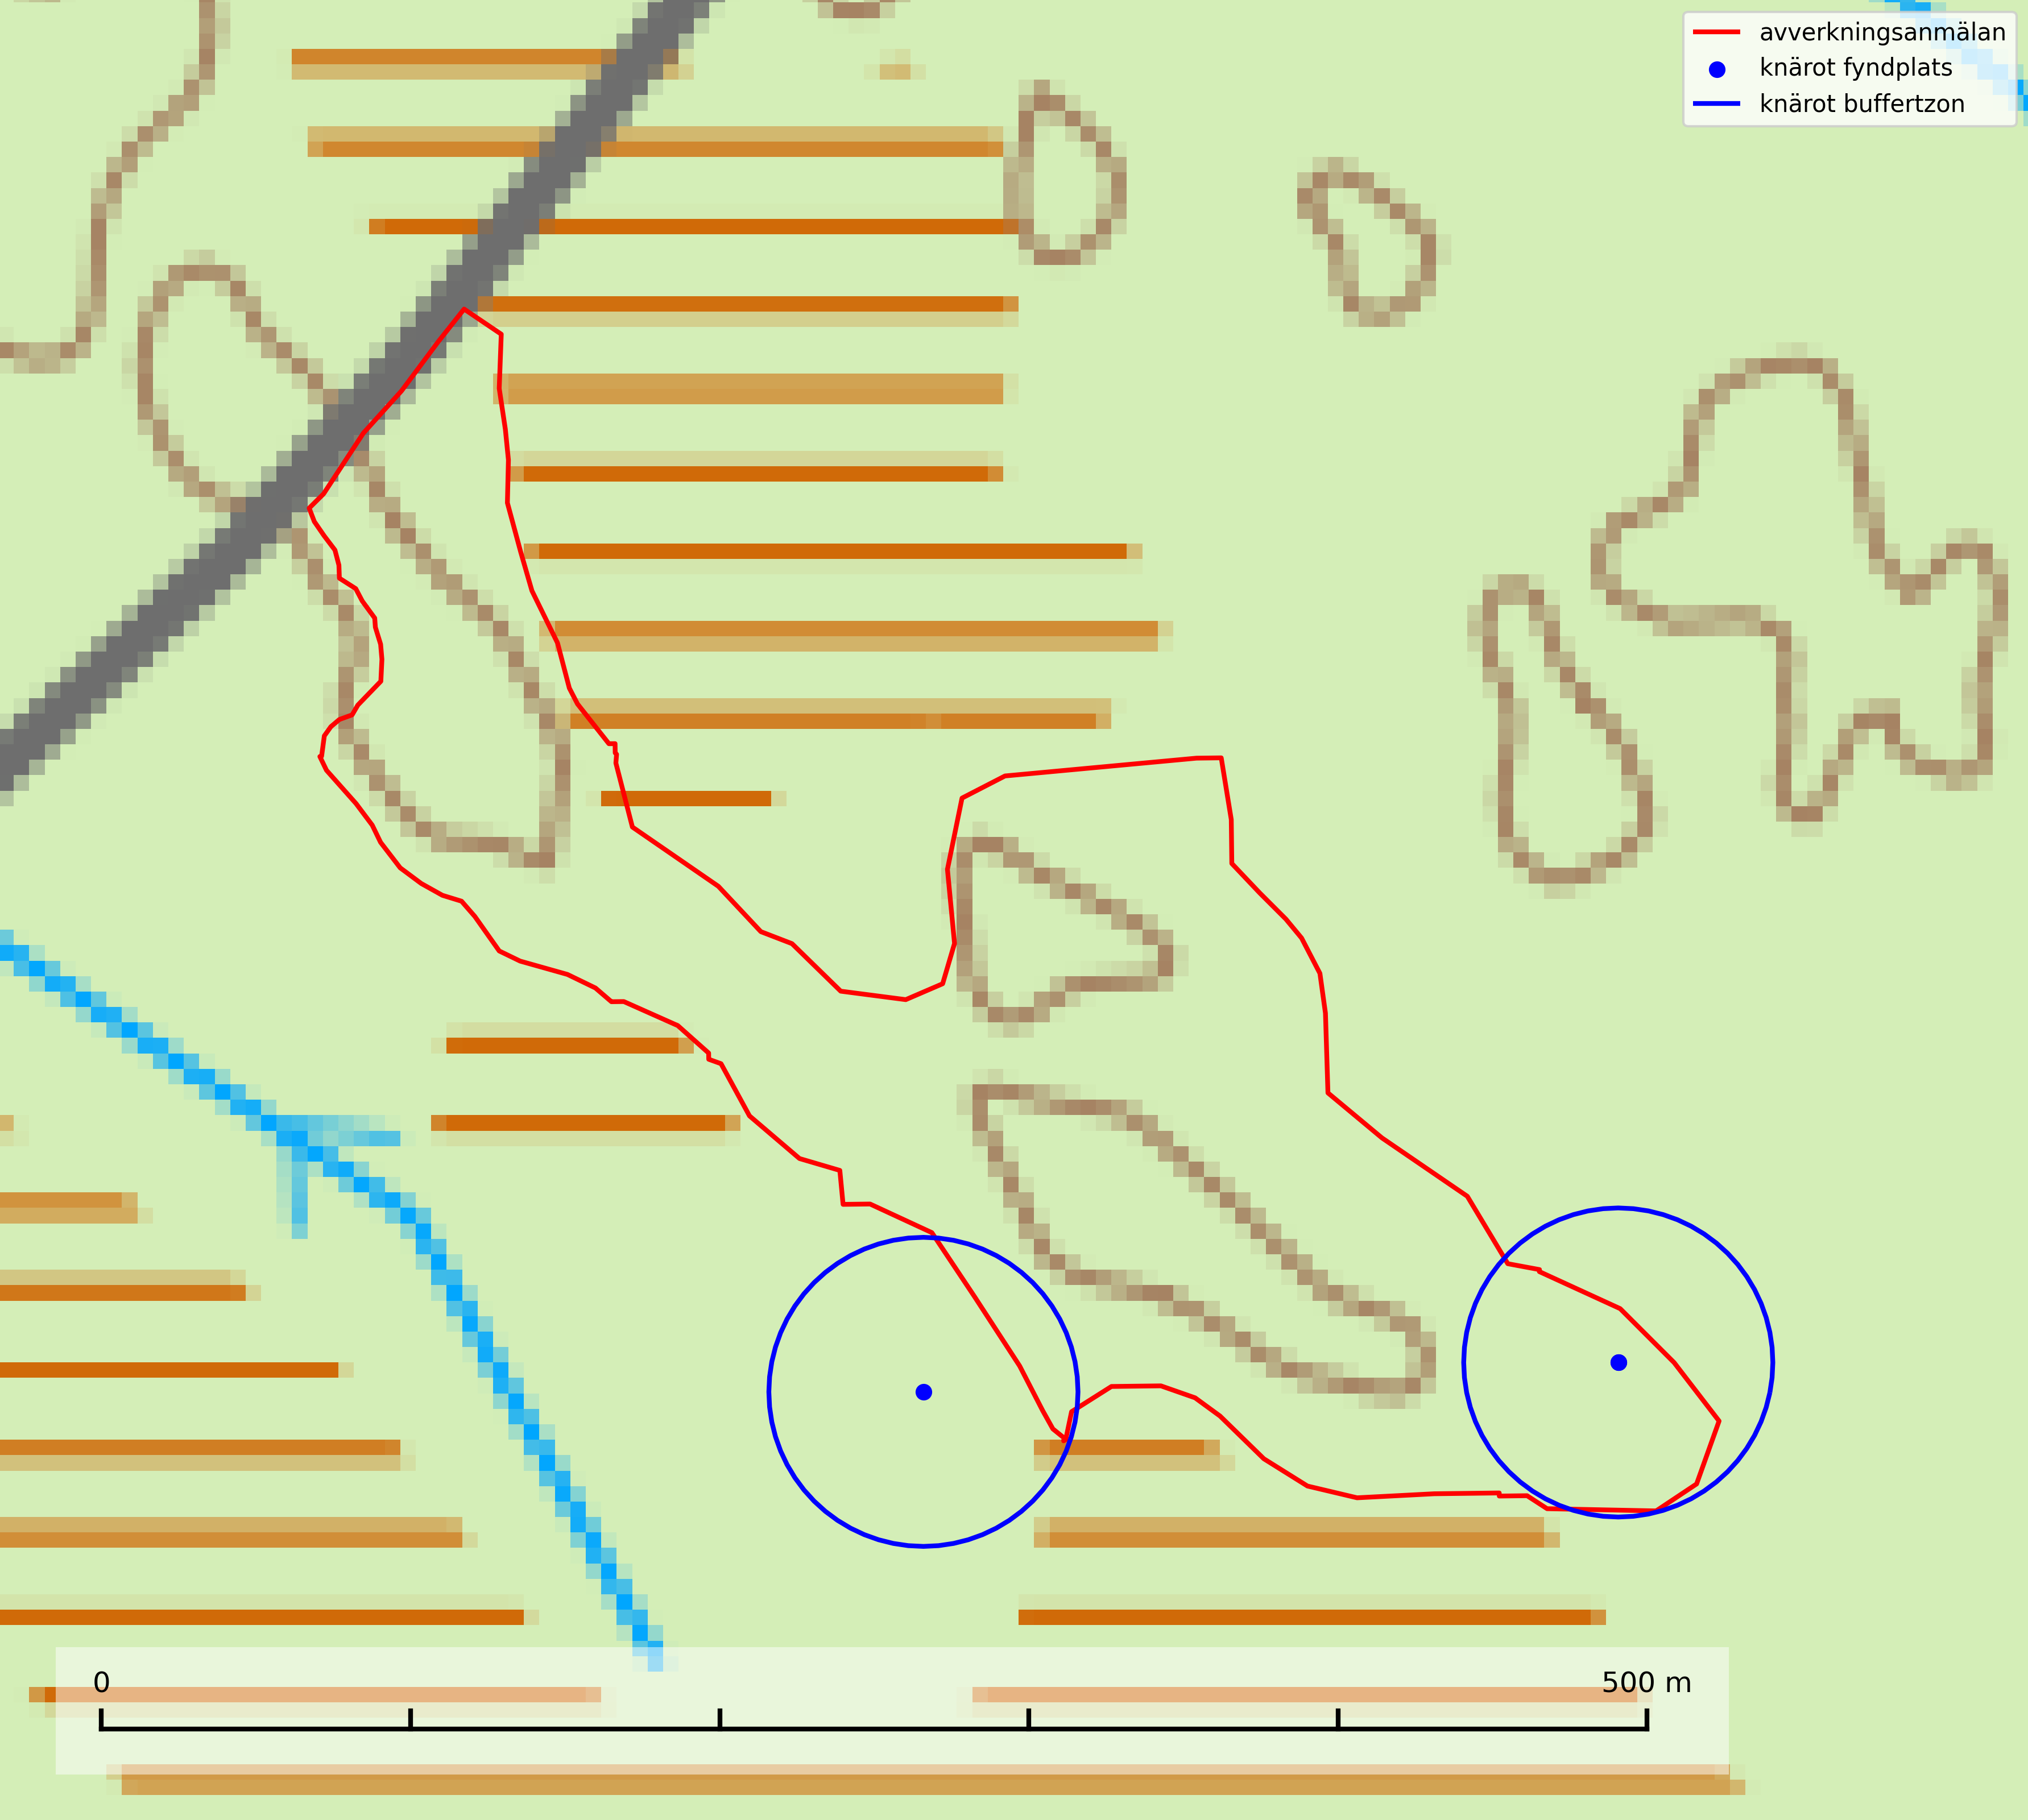 avverkningsanmälan
knärot fyndplats
knärot buffertzon
0 500 m